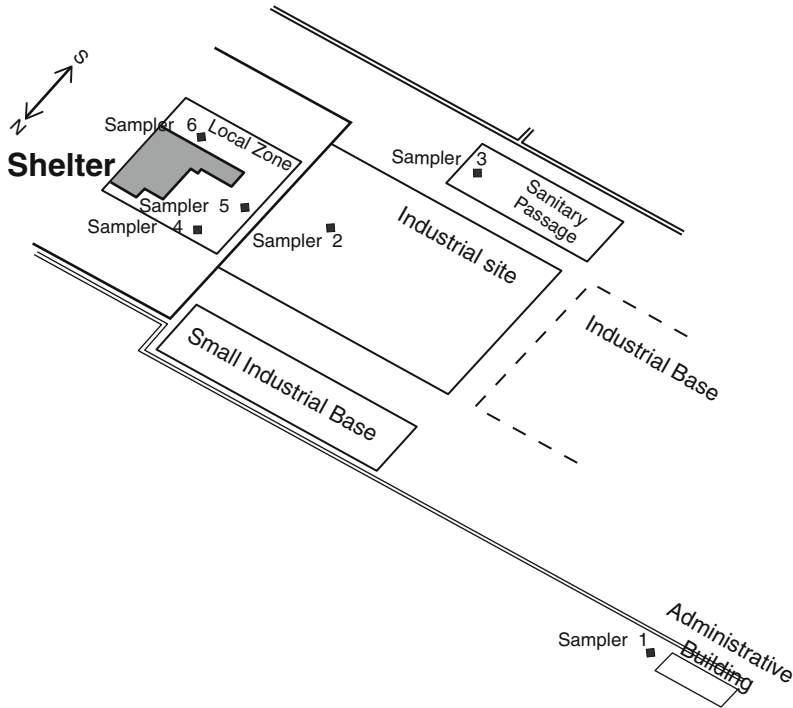 S
N
Sampler 6
Local Zone
Shelter
Sampler 5
Sampler 4
Sampler 3
Sanitary
Passage
Sampler 2
Industrial site
Industrial Base
Small Industrial Base
Sampler 1
Administrative
Building